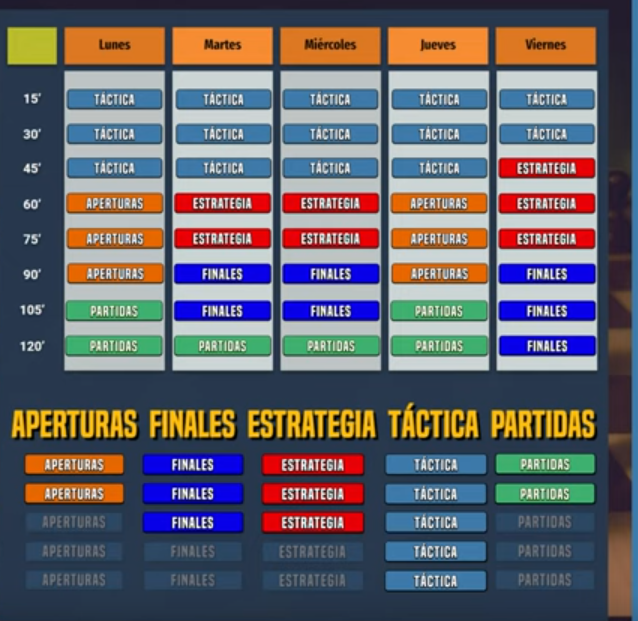 Lunes Martes Miércoles Jueves Viernes
15' TÁCTICA TÁCTICA TÁCTICA TÁCTICA TÁCTICA
30' TÁCTICA TÁCTICA TÁCTICA TÁCTICA TÁCTICA
45' TÁCTICA TÁCTICA TÁCTICA TÁCTICA ESTRATEGIA
60' APERTURAS ESTRATEGIA ESTRATEGIA APERTURAS ESTRATEGIA
75' APERTURAS ESTRATEGIA ESTRATEGIA APERTURAS ESTRATEGIA
90' APERTURAS FINALES FINALES APERTURAS FINALES
105' PARTIDAS FINALES FINALES PARTIDAS FINALES
120' PARTIDAS PARTIDAS PARTIDAS PARTIDAS FINALES
APERTURAS FINALES ESTRATEGIA TÁCTICA PARTIDAS
APERTURAS FINALES ESTRATEGIA TÁCTICA PARTIDAS
APERTURAS FINALES ESTRATEGIA TÁCTICA PARTIDAS
APERTURAS FINALES ESTRATEGIA TÁCTICA PARTIDAS
APERTURAS FINALES ESTRATEGIA TÁCTICA PARTIDAS
APERTURAS FINALES ESTRATEGIA TÁCTICA PARTIDAS